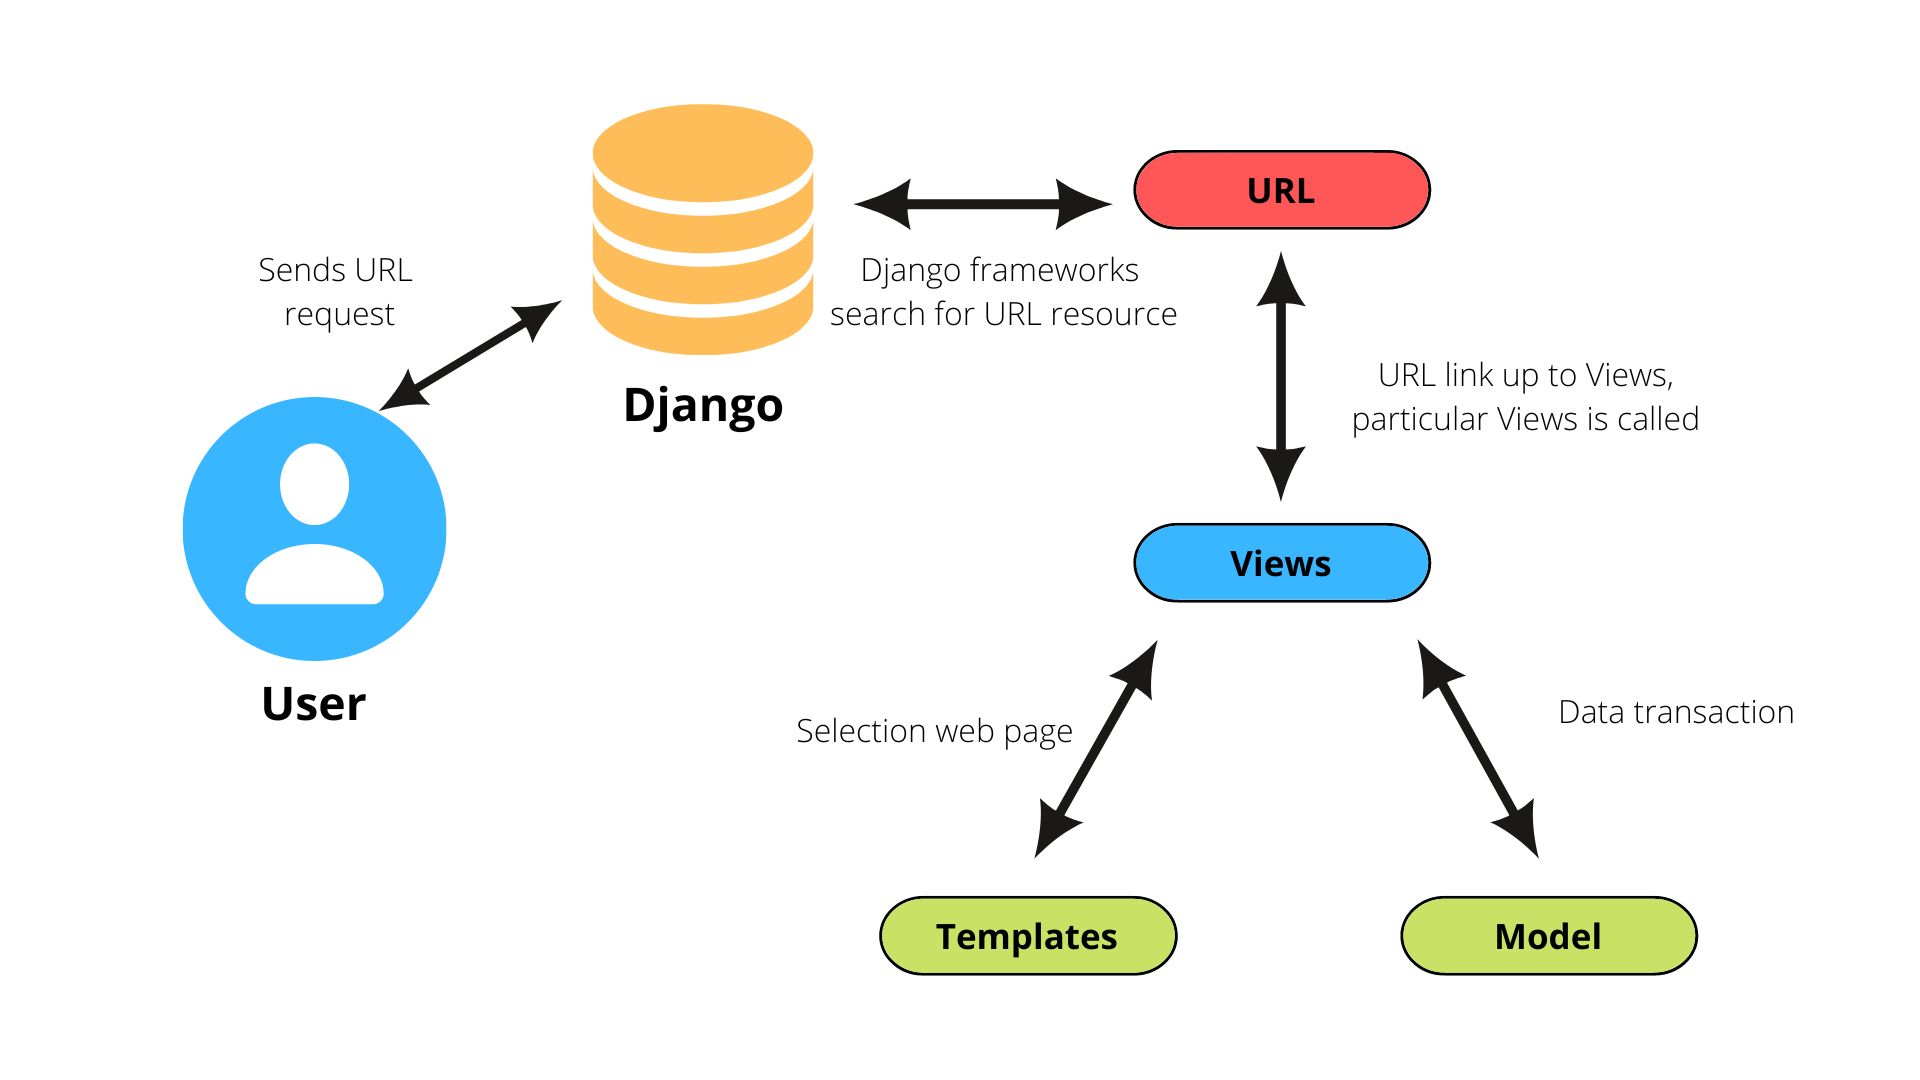 Sends URL
request
User
Django
Django frameworks
search for URL resource
URL
URL link up to Views,
particular Views is called
Views
Selection web page
Data transaction
Templates
Model